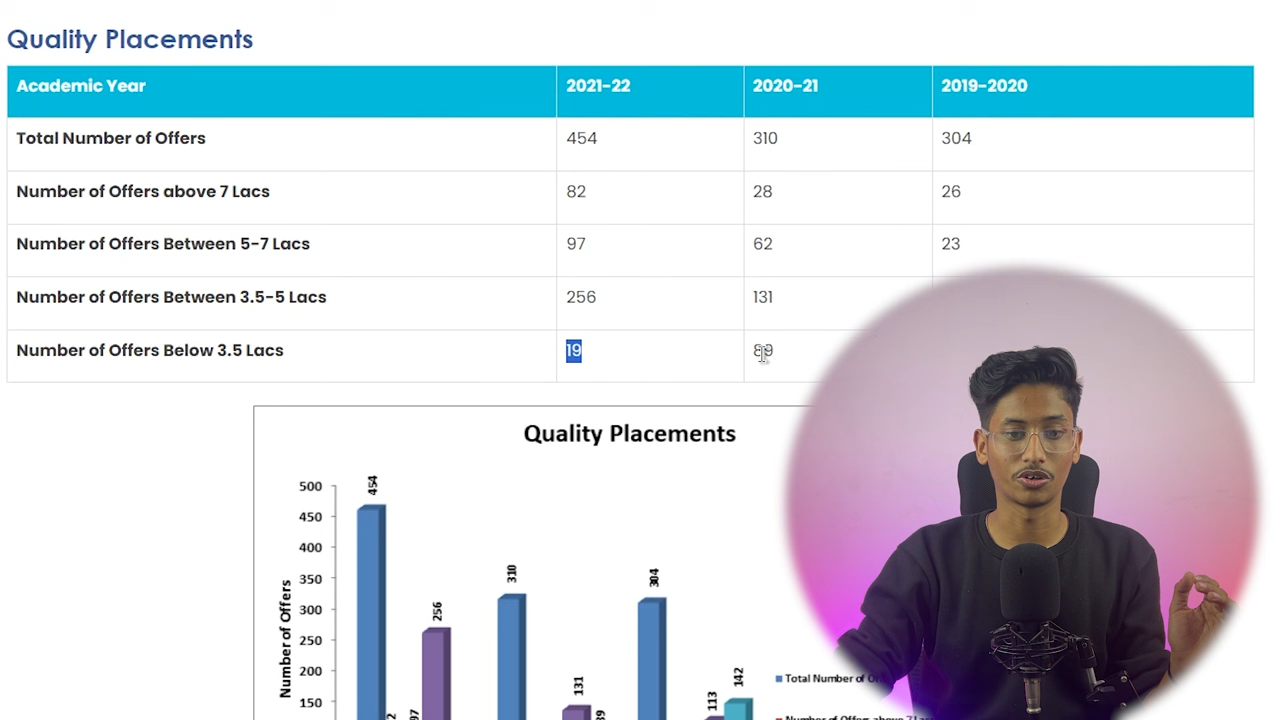 Quality Placements
Academic Year 2021-22 2020-21 2019-2020
Total Number of Offers 454 310 304
Number of Offers above 7 Lacs 82 28 26
Number of Offers Between 5-7 Lacs 97 62 23
Number of Offers Between 3.5-5 Lacs 256 131
Number of Offers Below 3.5 Lacs 19 89
Quality Placements
Number of Offers
500
450
400
350
300
250
200
150
454
256
97
310
131
304
113
142
Total Number of